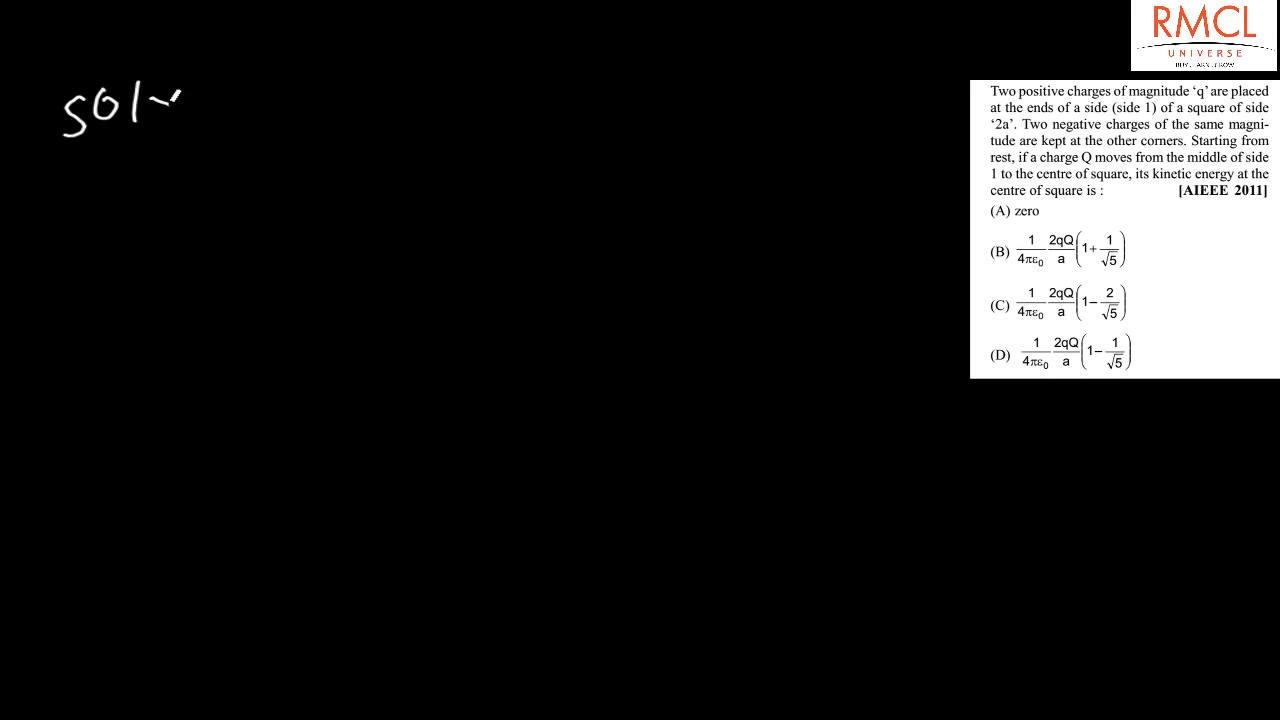 RMCL
UNIVERSE
Two positive charges of magnitude ‘q’ are placed
at the ends of a side (side 1) of a square of side
‘2a’. Two negative charges of the same magni-
tude are kept at the other corners. Starting from
rest, if a charge Q moves from the middle of side
1 to the centre of square, its kinetic energy at the
centre of square is : [AIEEE 2011]
(A) zero
(B) 1/4πε₀ 2qQ/a (1+1/√5)
(C) 1/4πε₀ 2qQ/a (1–2/√5)
(D) 1/4πε₀ 2qQ/a (1–1/√5)